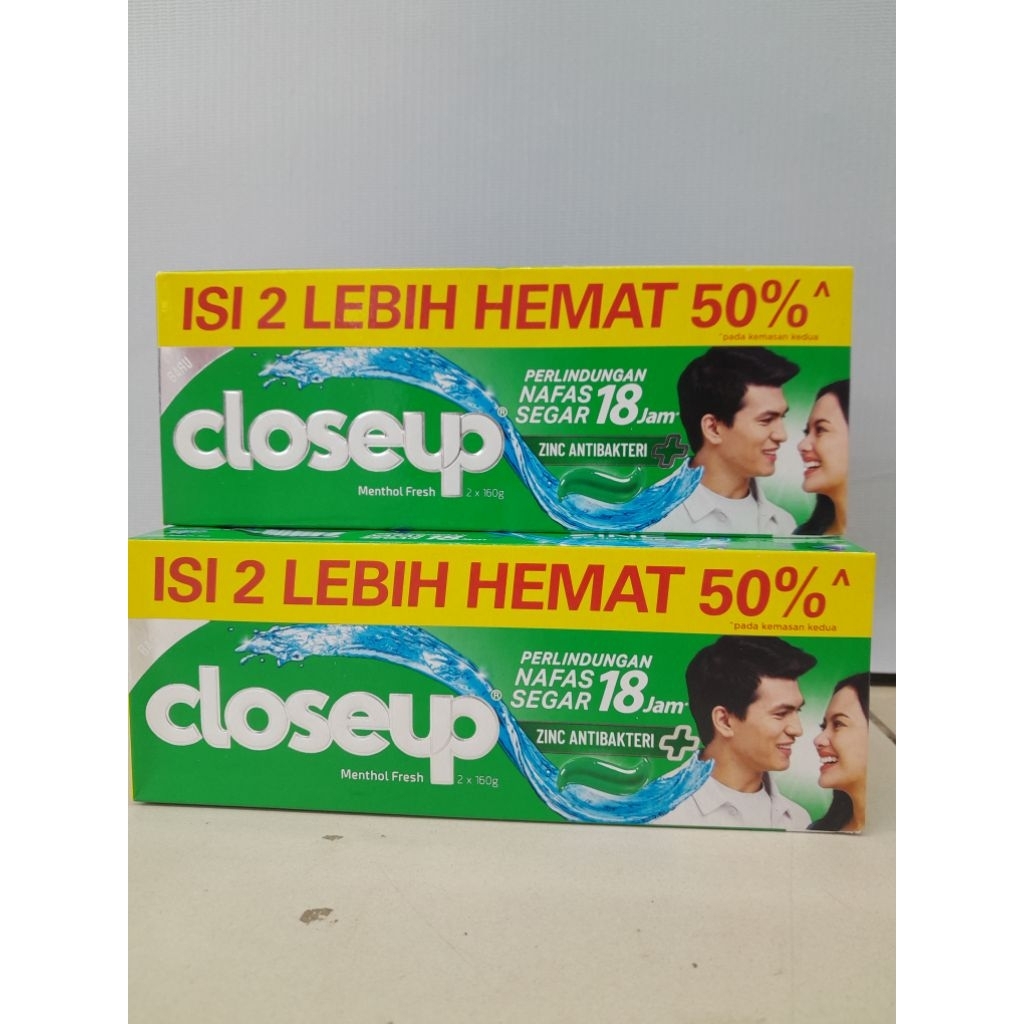 ISI 2 LEBIH HEMAT 50%^
^pada kemasan kedua
BARU
closeup®
PERLINDUNGAN
NAFAS
SEGAR 18 Jam*
ZINC ANTIBAKTERI
Menthol Fresh 2 x 160g
ISI 2 LEBIH HEMAT 50%^
^pada kemasan kedua
closeup®
PERLINDUNGAN
NAFAS
SEGAR 18 Jam*
ZINC ANTIBAKTERI
Menthol Fresh 2 x 160g